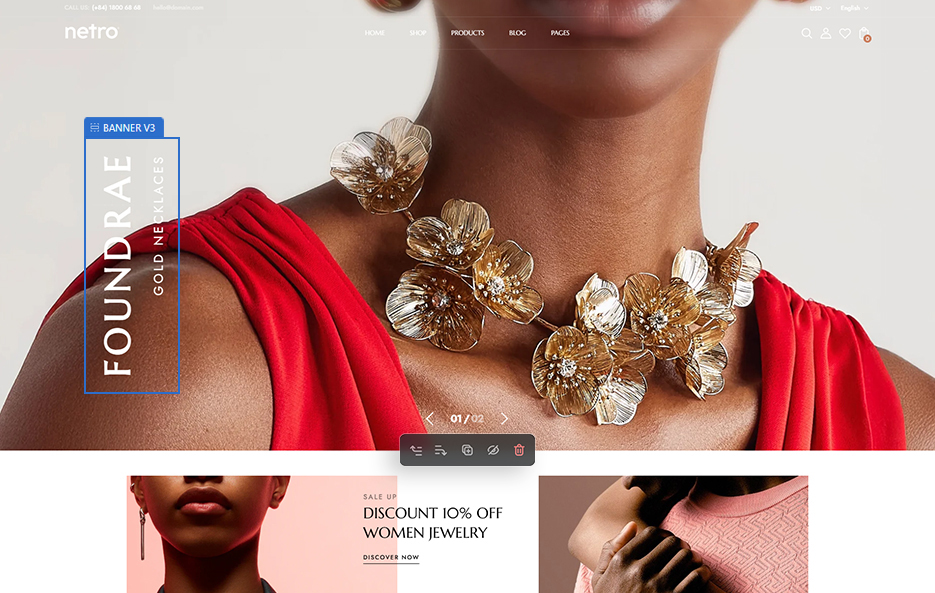 CALL US: (+84) 1800 68 68 hello@domain.com
USD English
netro
HOME SHOP PRODUCTS BLOG PAGES
0
BANNER V3
FOUNDRAE
GOLD NECKLACES
01 / 02
SALE UP
DISCOUNT 10% OFF
WOMEN JEWELRY
DISCOVER NOW